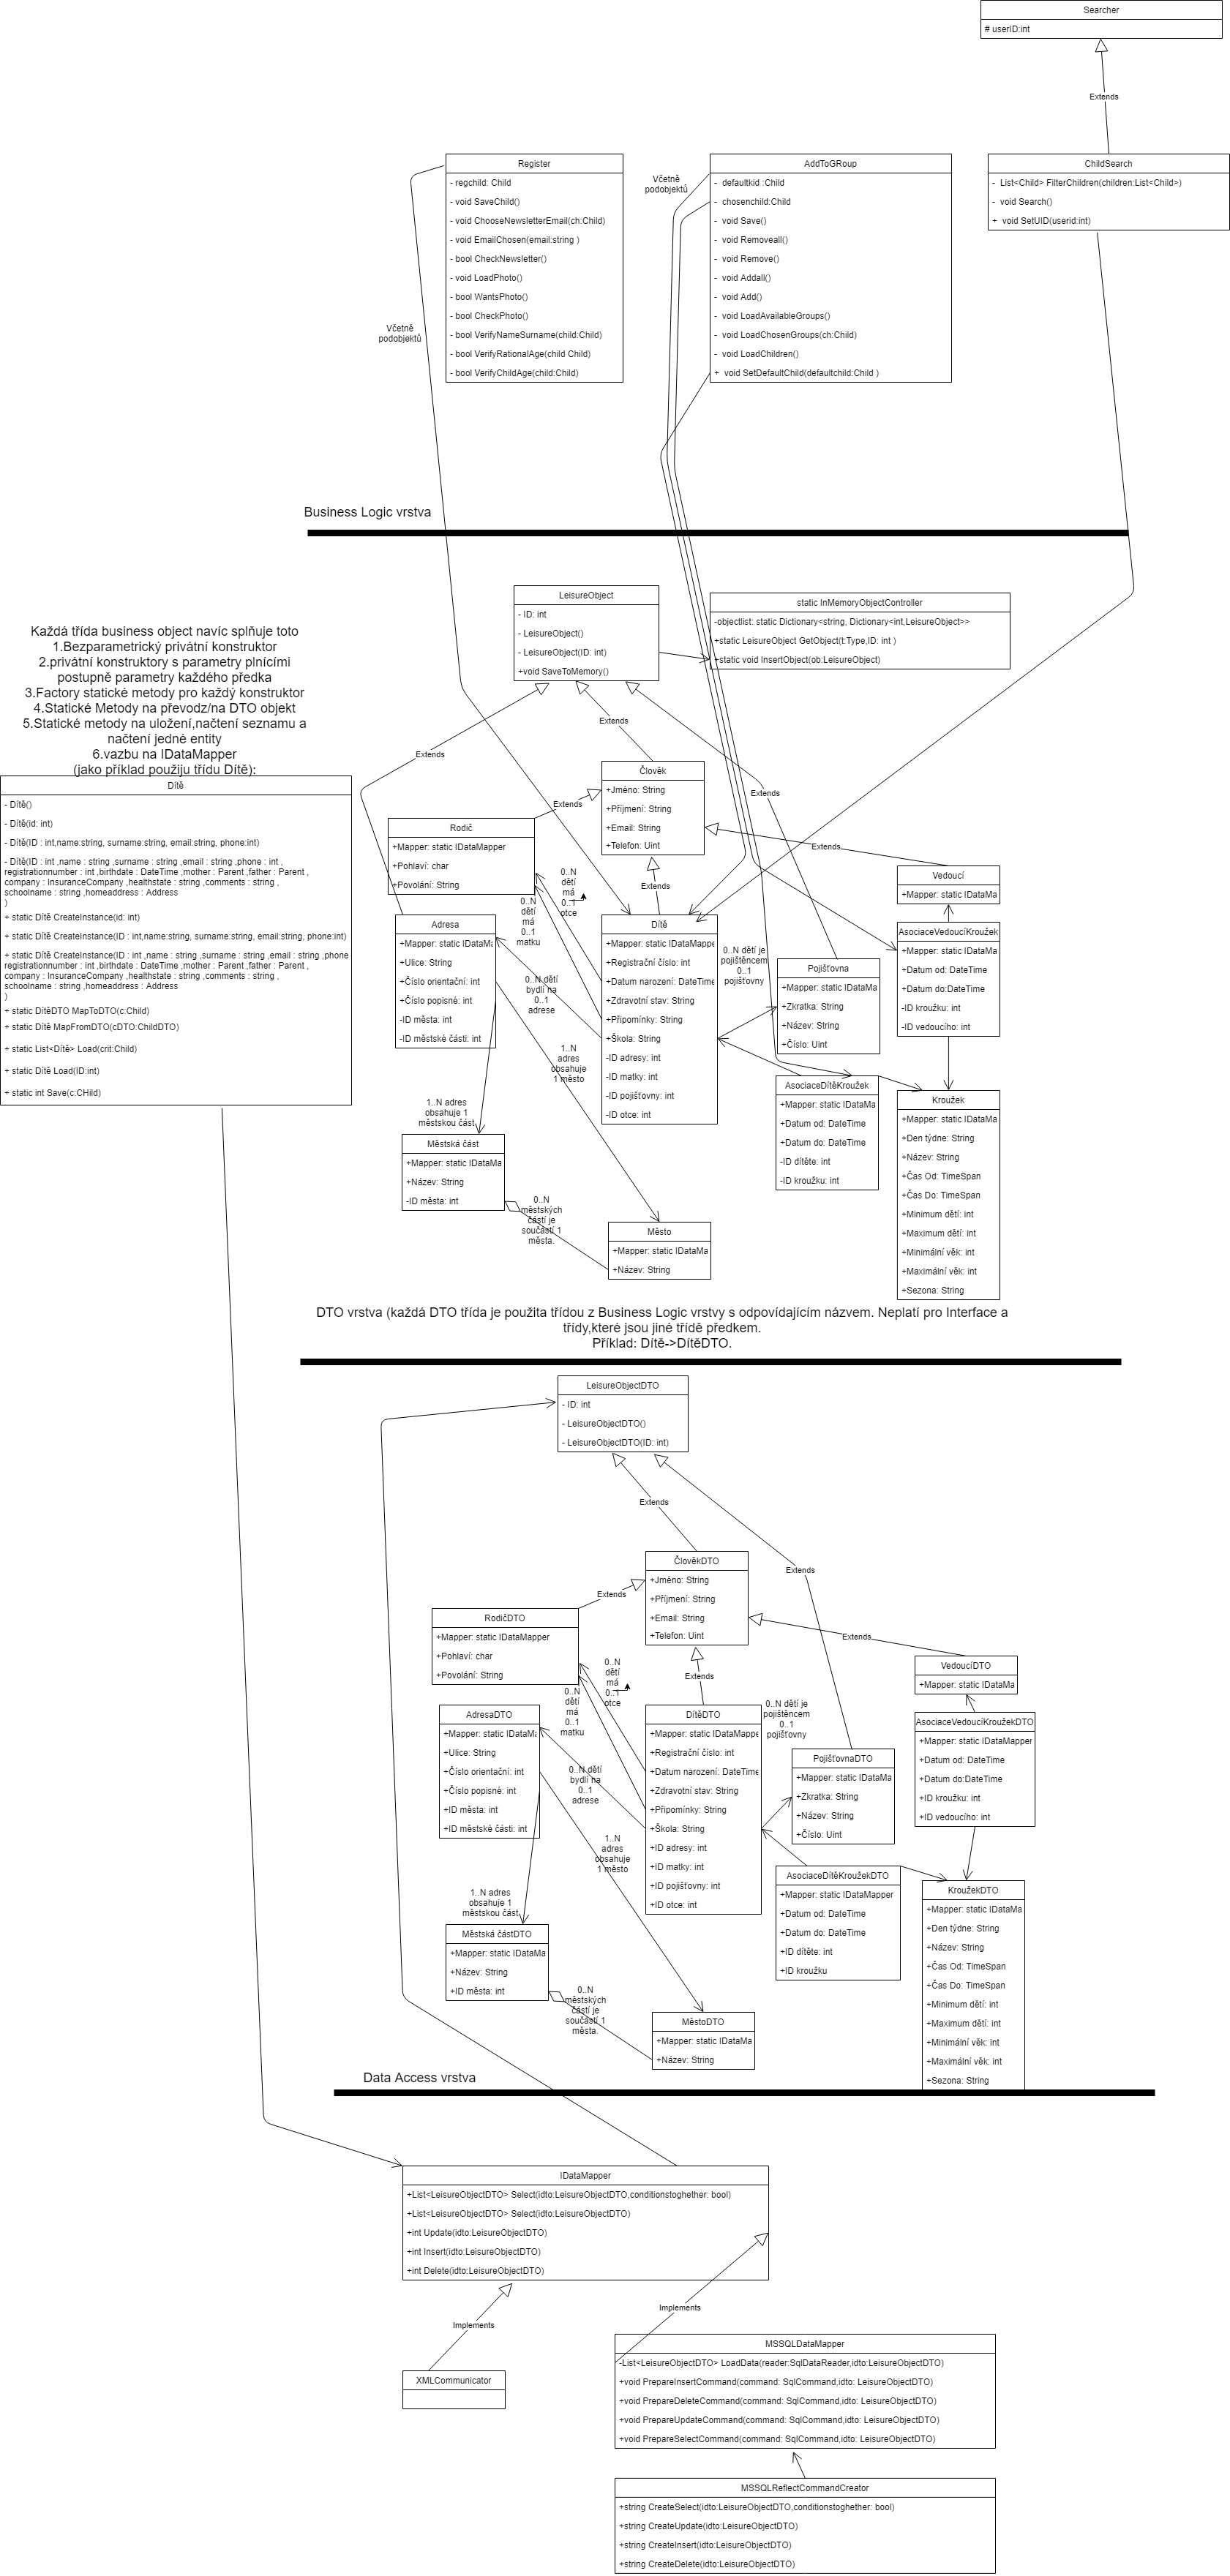 Searcher
# userID:int
Extends
Register
- regchild: Child
- void SaveChild()
- void ChooseNewsletterEmail(ch:Child)
- void EmailChosen(email:string )
- bool CheckNewsletter()
- void LoadPhoto()
- bool WantsPhoto()
- bool CheckPhoto()
- bool VerifyNameSurname(child:Child)
- bool VerifyRationalAge(child Child)
- bool VerifyChildAge(child:Child)
Včetně
podobjektů
AddToGRoup
- defaultkid :Child
- chosenchild:Child
- void Save()
- void Removeall()
- void Remove()
- void Addall()
- void Add()
- void LoadAvailableGroups()
- void LoadChosenGroups(ch:Child)
- void LoadChildren()
+ void SetDefaultChild(defaultchild:Child )
Včetně
podobjektů
ChildSearch
- List<Child> FilterChildren(children:List<Child>)
- void Search()
+ void SetUID(userid:int)
Business Logic vrstva
LeisureObject
- ID: int
- LeisureObject()
- LeisureObject(ID: int)
+void SaveToMemory()
static InMemoryObjectController
-objectlist: static Dictionary<string, Dictionary<int,LeisureObject>>
+static LeisureObject GetObject(t:Type,ID: int )
+static void InsertObject(ob:LeisureObject)
Každá třída business object navíc splňuje toto
1.Bezparametrický privátní konstruktor
2.privátní konstruktory s parametry plnícími
postupně parametry každého předka
3.Factory statické metody pro každý konstruktor
4.Statické Metody na převodz/na DTO objekt
5.Statické metody na uložení,načtení seznamu a
načtení jedné entity
6.vazbu na IDataMapper
(jako příklad použiju třídu Dítě):
Dítě
- Dítě()
- Dítě(id: int)
- Dítě(ID : int,name:string, surname:string, email:string, phone:int)
- Dítě(ID : int ,name : string ,surname : string ,email : string ,phone : int ,
registrationnumber : int ,birthdate : DateTime ,mother : Parent ,father : Parent ,
company : InsuranceCompany ,healthstate : string ,comments : string ,
schoolname : string ,homeaddress : Address
)
+ static Dítě CreateInstance(id: int)
+ static Dítě CreateInstance(ID : int,name:string, surname:string, email:string, phone:int)
+ static Dítě CreateInstance(ID : int ,name : string ,surname : string ,email : string ,phone
registrationnumber : int ,birthdate : DateTime ,mother : Parent ,father : Parent ,
company : InsuranceCompany ,healthstate : string ,comments : string ,
schoolname : string ,homeaddress : Address
)
+ static DítěDTO MapToDTO(c:Child)
+ static Dítě MapFromDTO(cDTO:ChildDTO)
+ static List<Dítě> Load(crit:Child)
+ static Dítě Load(ID:int)
+ static int Save(c:CHild)
Extends
Extends
Extends
Extends
Extends
Extends
Člověk
+Jméno: String
+Příjmení: String
+Email: String
+Telefon: Uint
Rodič
+Mapper: static IDataMapper
+Pohlaví: char
+Povolání: String
0..N
dětí
má
0..1
otce
0..N
dětí
má
0..1
matku
Vedoucí
+Mapper: static IDataMa
Adresa
+Mapper: static IDataMa
+Ulice: String
+Číslo orientační: int
+Číslo popisné: int
-ID města: int
-ID městské části: int
0..N dětí
bydlí na
0..1
adrese
1..N
adres
obsahuje
1 město
Dítě
+Mapper: static IDataMappe
+Registrační číslo: int
+Datum narození: DateTime
+Zdravotní stav: String
+Připomínky: String
+Škola: String
-ID adresy: int
-ID matky: int
-ID pojišťovny: int
-ID otce: int
0..N dětí je
pojištěncem
0..1
pojišťovny
Pojišťovna
+Mapper: static IDataMa
+Zkratka: String
+Název: String
+Číslo: Uint
AsociaceVedoucíKroužek
+Mapper: static IDataMa
+Datum od: DateTime
+Datum do:DateTime
-ID kroužku: int
-ID vedoucího: int
AsociaceDítěKroužek
+Mapper: static IDataMa
+Datum od: DateTime
+Datum do: DateTime
-ID dítěte: int
-ID kroužku: int
Kroužek
+Mapper: static IDataMa
+Den týdne: String
+Název: String
+Čas Od: TimeSpan
+Čas Do: TimeSpan
+Minimum dětí: int
+Maximum dětí: int
+Minimální věk: int
+Maximální věk: int
+Sezona: String
1..N adres
obsahuje 1
městskou část
Městská část
+Mapper: static IDataMa
+Název: String
-ID města: int
0..N
městských
částí je
součastí 1
města.
Město
+Mapper: static IDataMa
+Název: String
DTO vrstva (každá DTO třída je použita třídou z Business Logic vrstvy s odpovídajícím názvem. Neplatí pro Interface a
třídy,které jsou jiné třídě předkem.
Příklad: Dítě->DítěDTO.
LeisureObjectDTO
- ID: int
- LeisureObjectDTO()
- LeisureObjectDTO(ID: int)
Extends
Extends
Extends
Extends
Extends
ČlověkDTO
+Jméno: String
+Příjmení: String
+Email: String
+Telefon: Uint
RodičDTO
+Mapper: static IDataMapper
+Pohlaví: char
+Povolání: String
0..N
dětí
má
0..1
otce
0..N
dětí
má
0..1
matku
VedoucíDTO
+Mapper: static IDataMa
AdresaDTO
+Mapper: static IDataMa
+Ulice: String
+Číslo orientační: int
+Číslo popisné: int
+ID města: int
+ID městské části: int
0..N dětí
bydlí na
0..1
adrese
1..N
adres
obsahuje
1 město
DítěDTO
+Mapper: static IDataMappe
+Registrační číslo: int
+Datum narození: DateTime
+Zdravotní stav: String
+Připomínky: String
+Škola: String
+ID adresy: int
+ID matky: int
+ID pojišťovny: int
+ID otce: int
0..N dětí je
pojištěncem
0..1
pojišťovny
PojišťovnaDTO
+Mapper: static IDataMa
+Zkratka: String
+Název: String
+Číslo: Uint
AsociaceVedoucíKroužekDTO
+Mapper: static IDataMapper
+Datum od: DateTime
+Datum do:DateTime
+ID kroužku: int
+ID vedoucího: int
AsociaceDítěKroužekDTO
+Mapper: static IDataMapper
+Datum od: DateTime
+Datum do: DateTime
+ID dítěte: int
+ID kroužku
KroužekDTO
+Mapper: static IDataMa
+Den týdne: String
+Název: String
+Čas Od: TimeSpan
+Čas Do: TimeSpan
+Minimum dětí: int
+Maximum dětí: int
+Minimální věk: int
+Maximální věk: int
+Sezona: String
1..N adres
obsahuje 1
městskou část
Městská částDTO
+Mapper: static IDataMa
+Název: String
+ID města: int
0..N
městských
částí je
součastí 1
města.
MěstoDTO
+Mapper: static IDataMa
+Název: String
Data Access vrstva
IDataMapper
+List<LeisureObjectDTO> Select(idto:LeisureObjectDTO,conditionstoghether: bool)
+List<LeisureObjectDTO> Select(idto:LeisureObjectDTO)
+int Update(idto:LeisureObjectDTO)
+int Insert(idto:LeisureObjectDTO)
+int Delete(idto:LeisureObjectDTO)
Implements
Implements
XMLCommunicator
MSSQLDataMapper
-List<LeisureObjectDTO> LoadData(reader:SqlDataReader,idto:LeisureObjectDTO)
+void PrepareInsertCommand(command: SqlCommand,idto: LeisureObjectDTO)
+void PrepareDeleteCommand(command: SqlCommand,idto: LeisureObjectDTO)
+void PrepareUpdateCommand(command: SqlCommand,idto: LeisureObjectDTO)
+void PrepareSelectCommand(command: SqlCommand,idto: LeisureObjectDTO)
MSSQLReflectCommandCreator
+string CreateSelect(idto:LeisureObjectDTO,conditionstoghether: bool)
+string CreateUpdate(idto:LeisureObjectDTO)
+string CreateInsert(idto:LeisureObjectDTO)
+string CreateDelete(idto:LeisureObjectDTO)